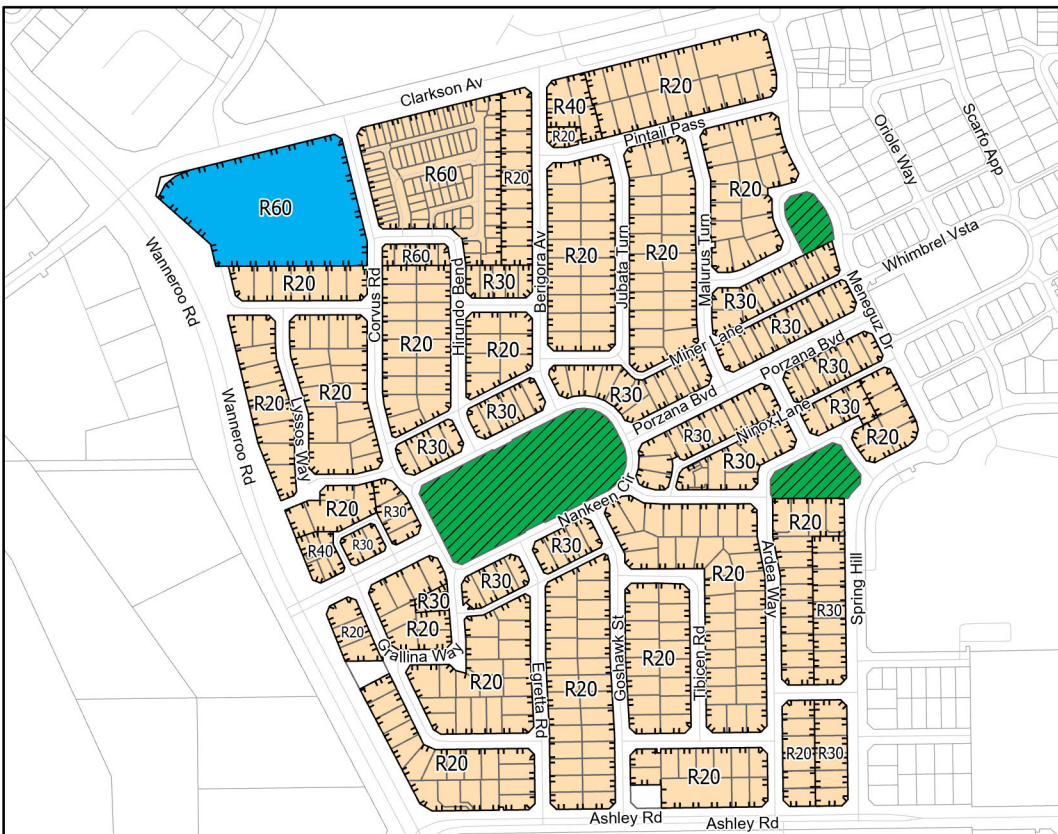 Clarkson Av
R20
R40
R20
Pintail Pass
Oriole Way
Scarfo App
R60
R60
R20
R20
R20
R20
Whimbrel Vsta
Wanneroo Rd
R60
R20
Corvus Rd
Hirundo Bend
R30
Berigora Av
Jubata Turn
Malurus Turn
R30
Meneguz Dr
R20
R20
Miner Lane
R30
Porzana Bvd
R20
Lyssos Way
R20
Wanneroo Rd
R30
R30
R30
Porzana Bvd
R30
R30
Ninox Lane
R30
R30
R20
R20
R30
Nankeen Cir
R20
R40
R30
R30
R30
R20
Ardea Way
R30
Spring Hill
R30
R20
R20
Grallina Way
R20
Egretta Rd
R20
Goshawk St
R20
Tibicen Rd
R20
R20
R20
R30
Ashley Rd
Ashley Rd